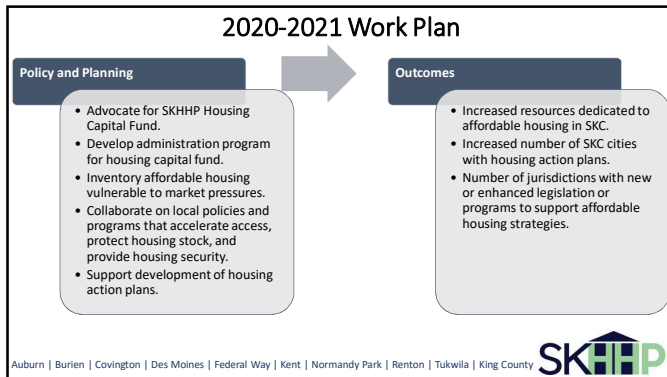 2020-2021 Work Plan
Policy and Planning
• Advocate for SKHHP Housing
Capital Fund.
• Develop administration program
for housing capital fund.
• Inventory affordable housing
vulnerable to market pressures.
• Collaborate on local policies and
programs that accelerate access,
protect housing stock, and
provide housing security.
• Support development of housing
action plans.
Outcomes
• Increased resources dedicated to
affordable housing in SKC.
• Increased number of SKC cities
with housing action plans.
• Number of jurisdictions with new
or enhanced legislation or
programs to support affordable
housing strategies.
Auburn | Burien | Covington | Des Moines | Federal Way | Kent | Normandy Park | Renton | Tukwila | King County
SKHHP